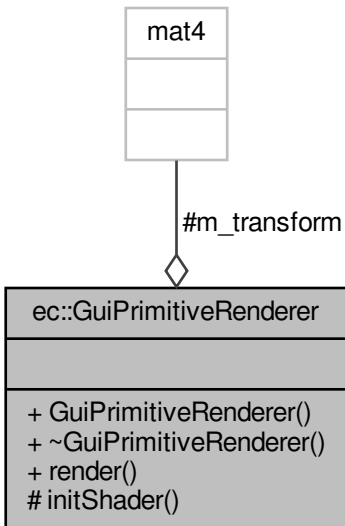 mat4
#m_transform
ec::GuiPrimitiveRenderer
+ GuiPrimitiveRenderer()
+ ~GuiPrimitiveRenderer()
+ render()
# initShader()